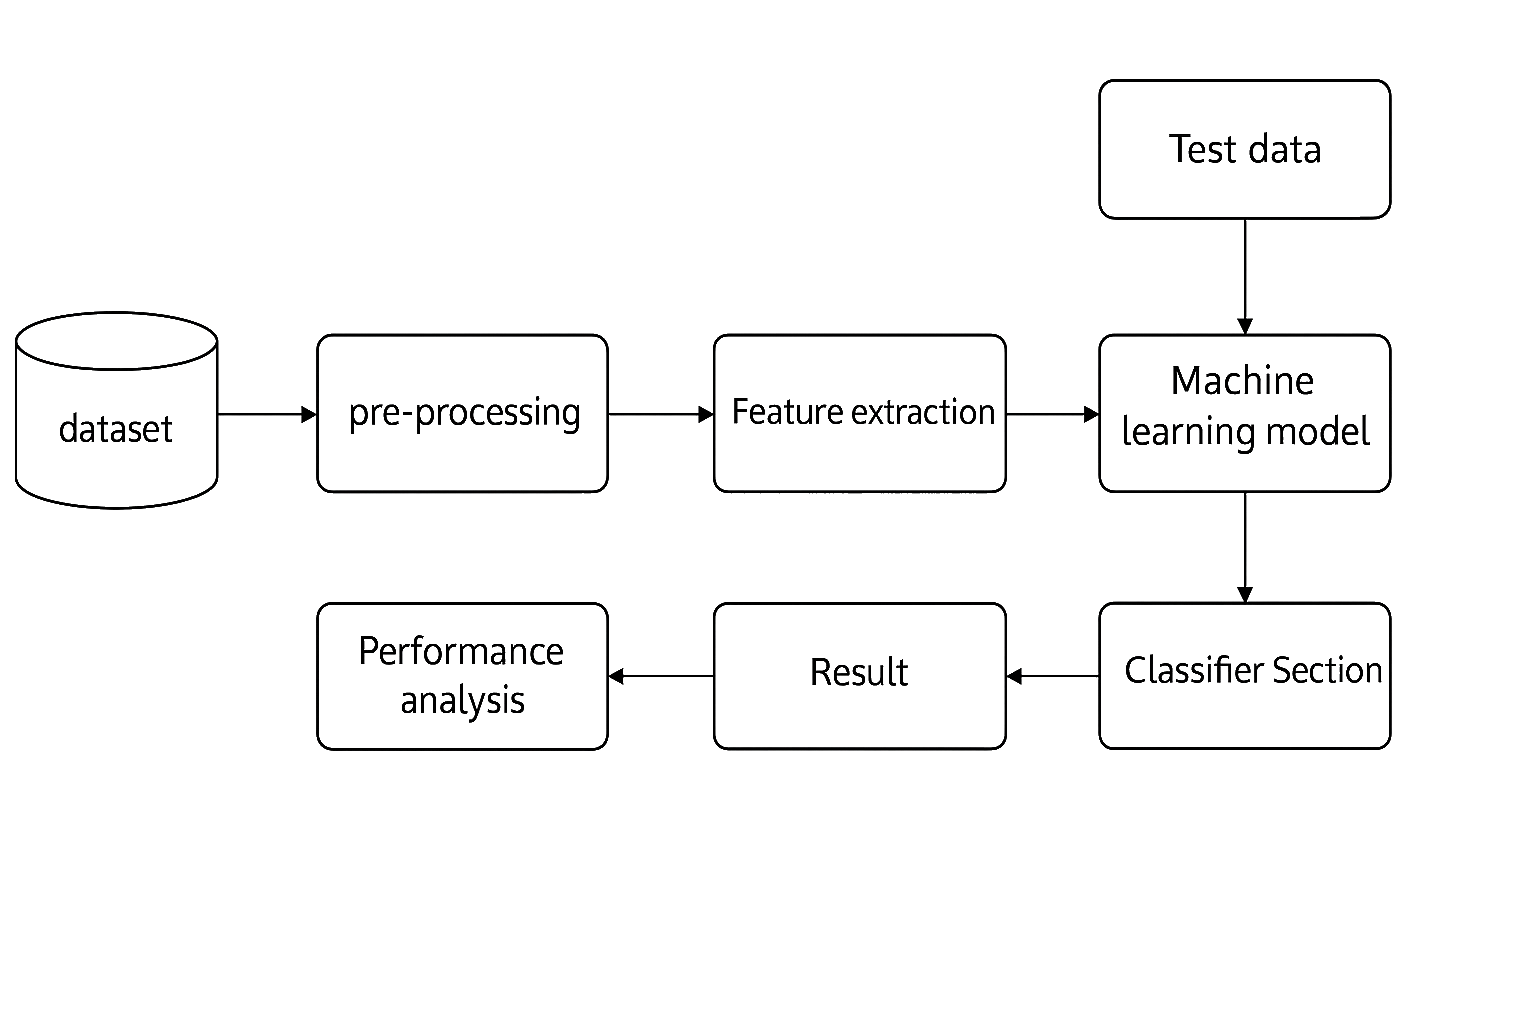 Test data
dataset
pre-processing
Feature extraction
Machine
learning model
Performance
analysis
Result
Classifier Section